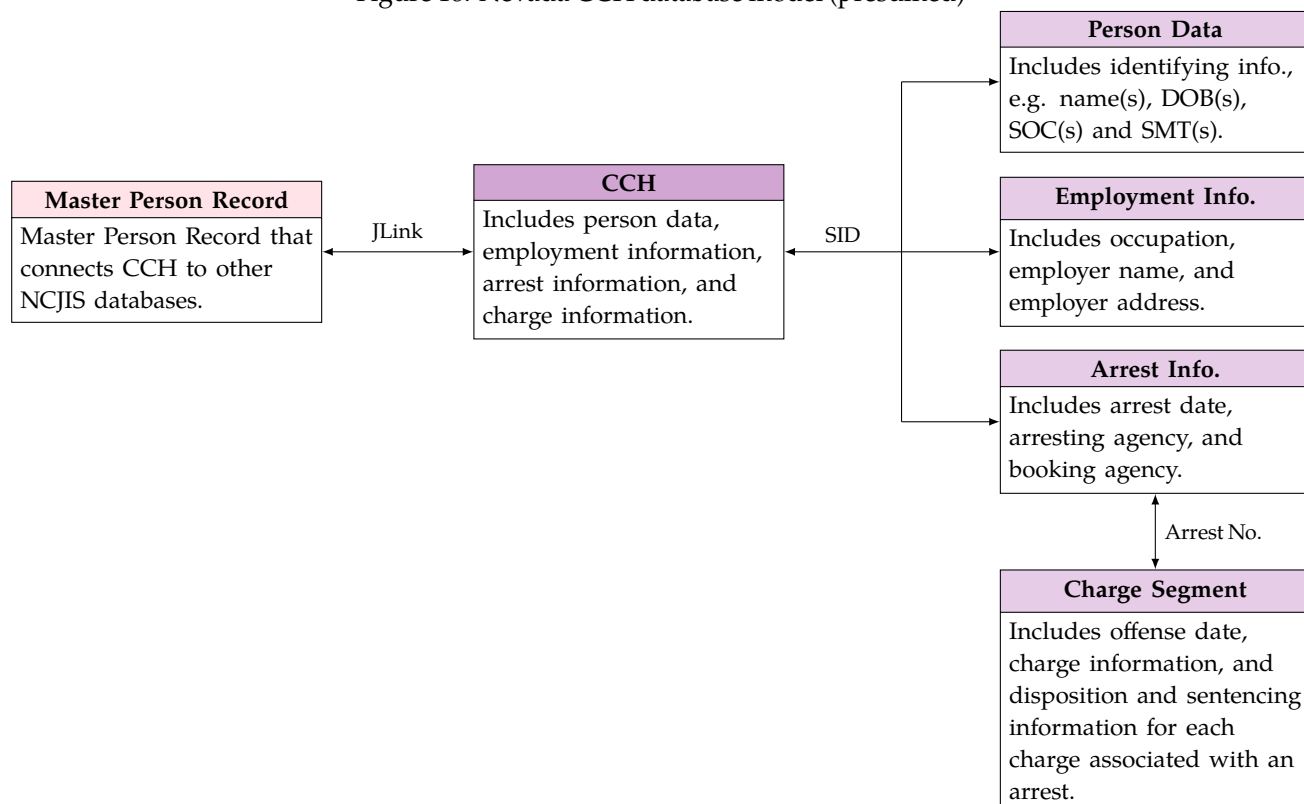 Figure Nevada CCH database model (presumed)
Person Data
Includes identifying info.,
e.g. name(s), DOB(s),
SOC(s) and SMT(s).
Master Person Record
Master Person Record that
connects CCH to other
NCJIS databases.
JLink
CCH
Includes person data,
employment information,
arrest information, and
charge information.
SID
Employment Info.
Includes occupation,
employer name, and
employer address.
Arrest Info.
Includes arrest date,
arresting agency, and
booking agency.
Arrest No.
Charge Segment
Includes offense date,
charge information, and
disposition and sentencing
information for each
charge associated with an
arrest.